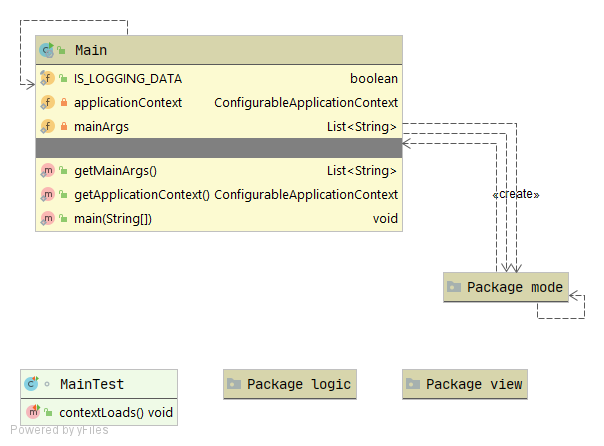 Main
IS_LOGGING_DATA boolean
applicationContext ConfigurableApplicationContext
mainArgs List<String>
getMainArgs() List<String>
getApplicationContext() ConfigurableApplicationContext
main(String[]) void
«create»
Package mode
MainTest
contextLoads() void
Package logic
Package view
Powered by yFiles